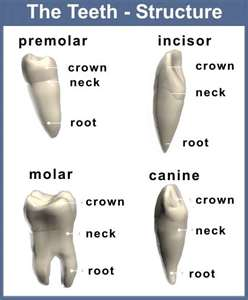 The Teeth - Structure
premolar
crown
neck
root
incisor
crown
neck
root
molar
crown
neck
root
canine
crown
neck
root